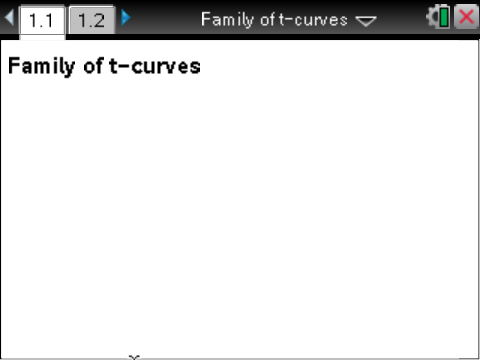 1.1 1.2 Family of t-curves
Family of t-curves